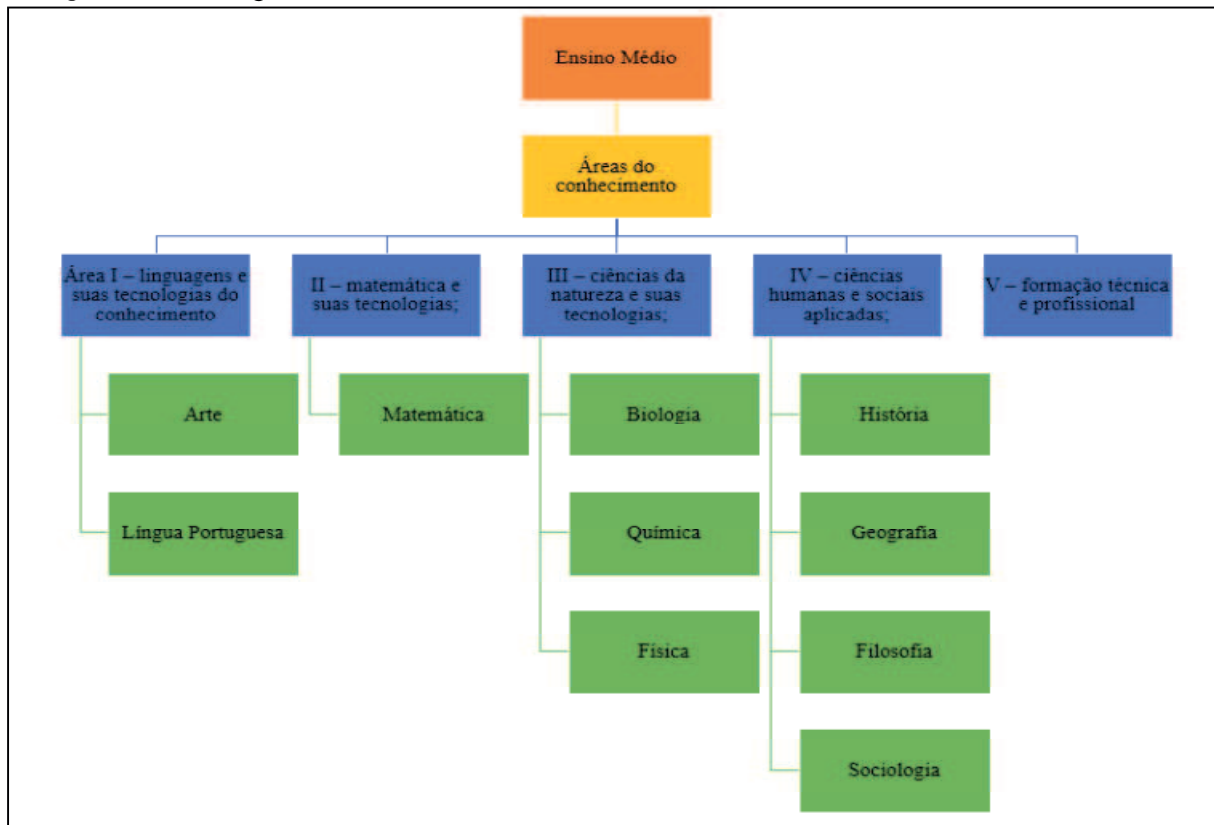 Ensino Médio
Áreas do
conhecimento
Área I – linguagens e
suas tecnologias do
conhecimento
II – matemática e
suas tecnologias;
III – ciências da
natureza e suas
tecnologias;
IV – ciências
humanas e sociais
aplicadas;
V – formação técnica
e profissional
Arte
Matemática
Biologia
História
Língua Portuguesa
Química
Geografia
Física
Filosofia
Sociologia